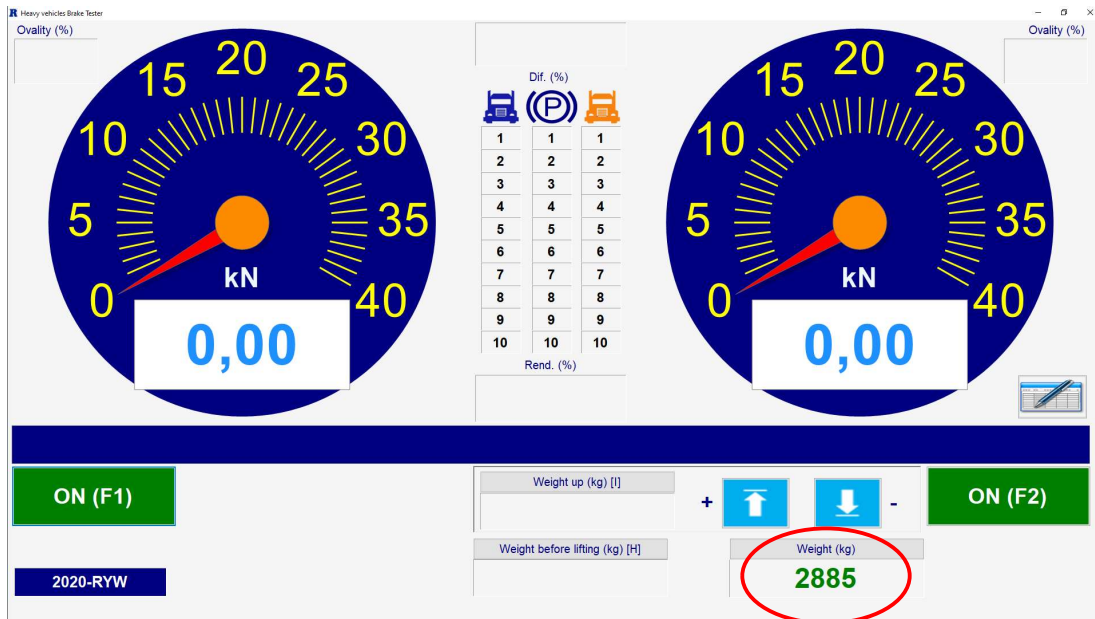 R Heavy vehicles Brake Tester
Ovality (%)
Ovality (%)
0
5
10
15
20
25
30
35
40
kN
0,00
Dif. (%)
(P)
1 1 1
2 2 2
3 3 3
4 4 4
5 5 5
6 6 6
7 7 7
8 8 8
9 9 9
10 10 10
Rend. (%)
0
5
10
15
20
25
30
35
40
kN
0,00
ON (F1)
Weight up (kg) [I]
+
-
ON (F2)
Weight before lifting (kg) [H]
Weight (kg)
2885
2020-RYW